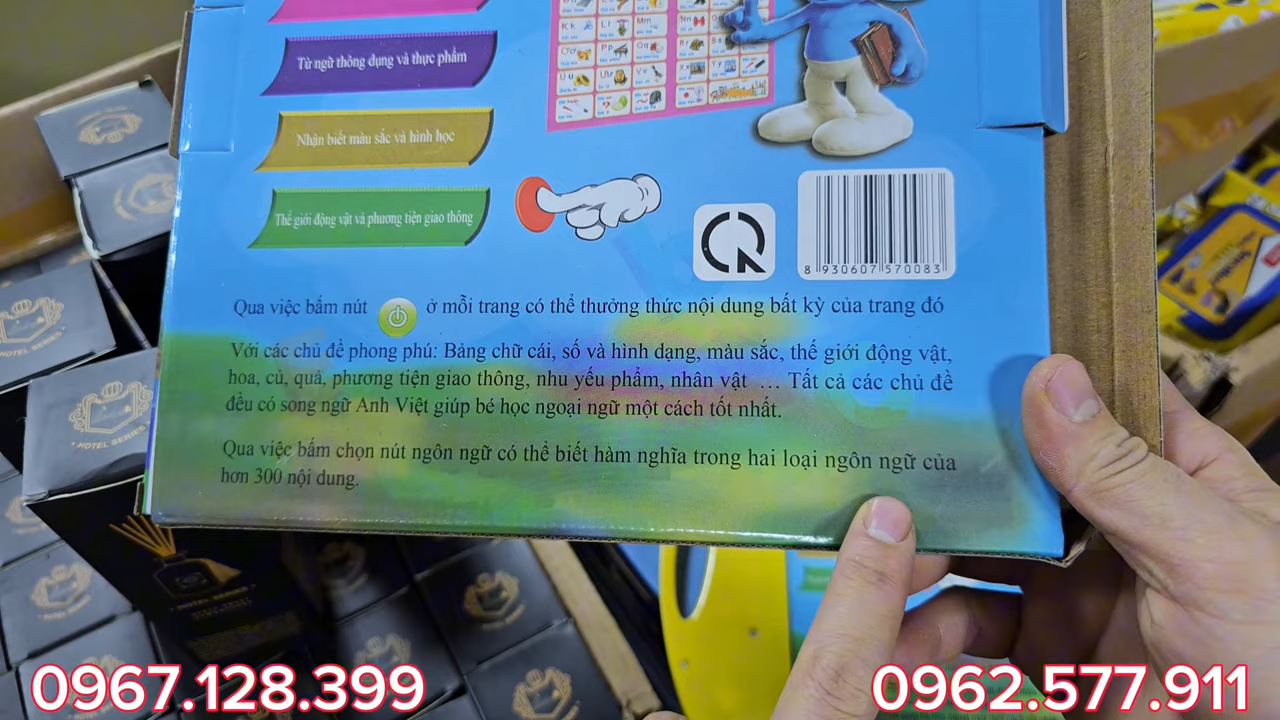 Từ ngữ thông dụng và thực phẩm
Nhận biết màu sắc và hình học
Thế giới động vật và phương tiện giao thông
8 930607 570083
Qua việc bấm nút ở mỗi trang có thể thưởng thức nội dung bất kỳ của trang đó
Với các chủ đề phong phú: Bảng chữ cái, số và hình dạng, màu sắc, thế giới động vật,
hoa, củ, quả, phương tiện giao thông, nhu yếu phẩm, nhân vật … Tất cả các chủ đề
đều có song ngữ Anh Việt giúp bé học ngoại ngữ một cách tốt nhất.
Qua việc bấm chọn nút ngôn ngữ có thể biết hàm nghĩa trong hai loại ngôn ngữ của
hơn 300 nội dung.
HOTEL SERIES
HOTEL SERIES
HOTEL SERIES
0967.128.399
0962.577.911